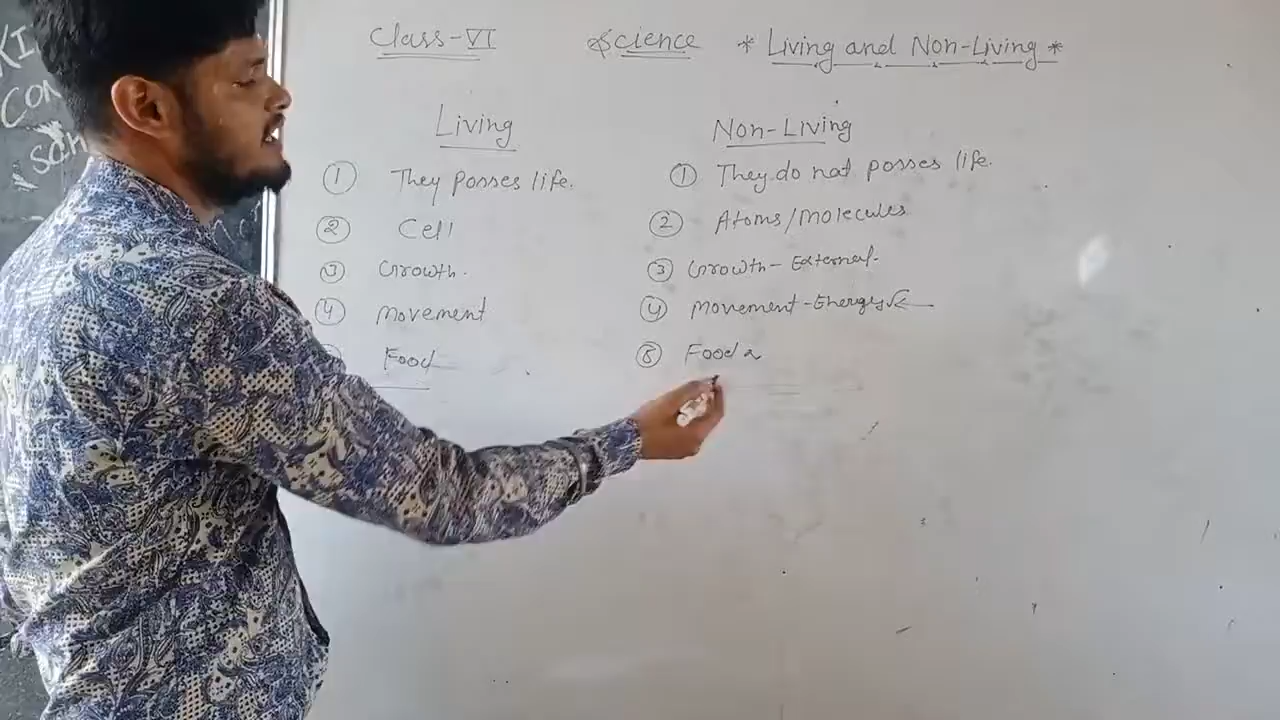 Class-VI Science * Living and Non-Living *
Living
① They posses life.
② Cell
③ Growth.
④ Movement
Food
Non-Living
① They do not posses life.
② Atoms/Molecules
③ Growth - External.
④ Movement - Energy
⑤ Food
KI
CON